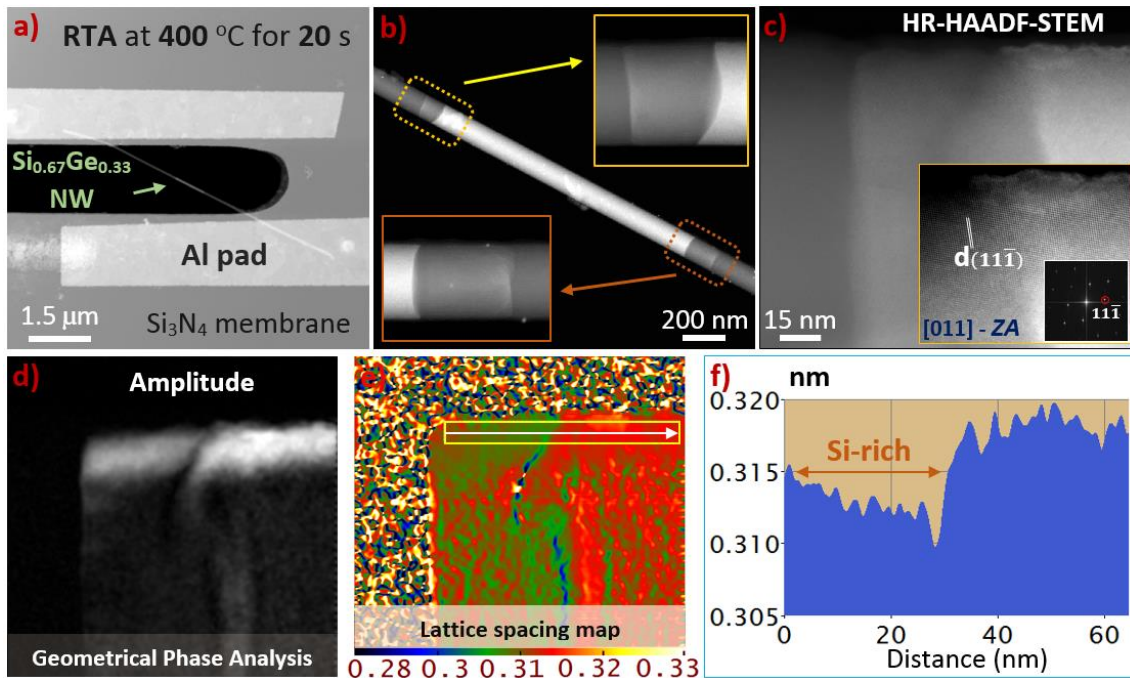 a)
RTA at 400 °C for 20 s
Si0.67Ge0.33
NW
Al pad
1.5 μm
Si3N4 membrane
b)
200 nm
c)
HR-HAADF-STEM
d(111̅)
111̅
[011] - ZA
15 nm
d)
Amplitude
Geometrical Phase Analysis
e)
Lattice spacing map
0.28 0.3 0.31 0.32 0.33
f)
nm
0.320
Si-rich
0.315
0.310
0.305
0 20 40 60
Distance (nm)